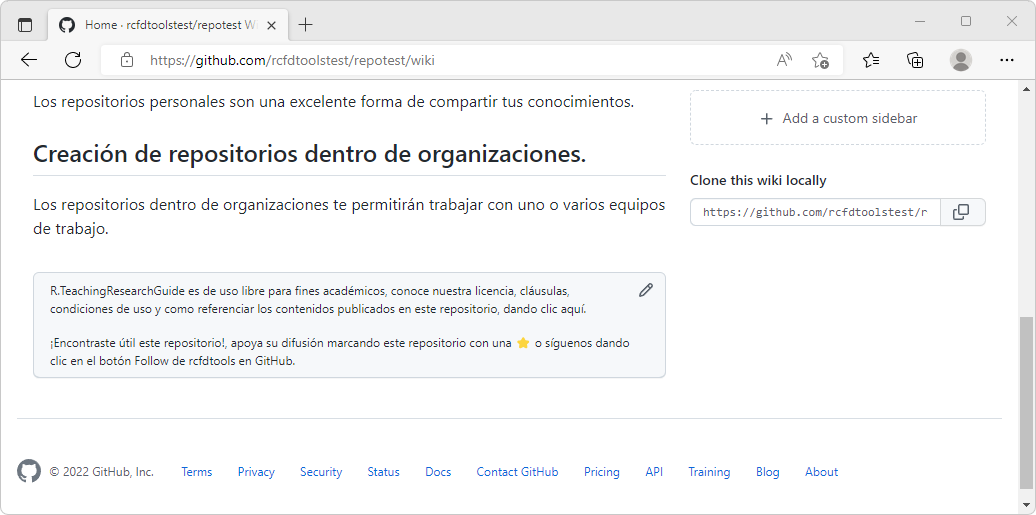 Home · rcfdtoolstest/repotest W
https://github.com/rcfdtoolstest/repotest/wiki
Los repositorios personales son una excelente forma de compartir tus conocimientos.
Creación de repositorios dentro de organizaciones.
Los repositorios dentro de organizaciones te permitirán trabajar con uno o varios equipos
de trabajo.
R.TeachingResearchGuide es de uso libre para fines académicos, conoce nuestra licencia, cláusulas,
condiciones de uso y como referenciar los contenidos publicados en este repositorio, dando clic aquí.
¡Encontraste útil este repositorio!, apoya su difusión marcando este repositorio con una ⭐ o síguenos dando
clic en el botón Follow de rcfdtools en GitHub.
+ Add a custom sidebar
Clone this wiki locally
https://github.com/rcfdtoolstest/r
© 2022 GitHub, Inc. Terms Privacy Security Status Docs Contact GitHub Pricing API Training Blog About